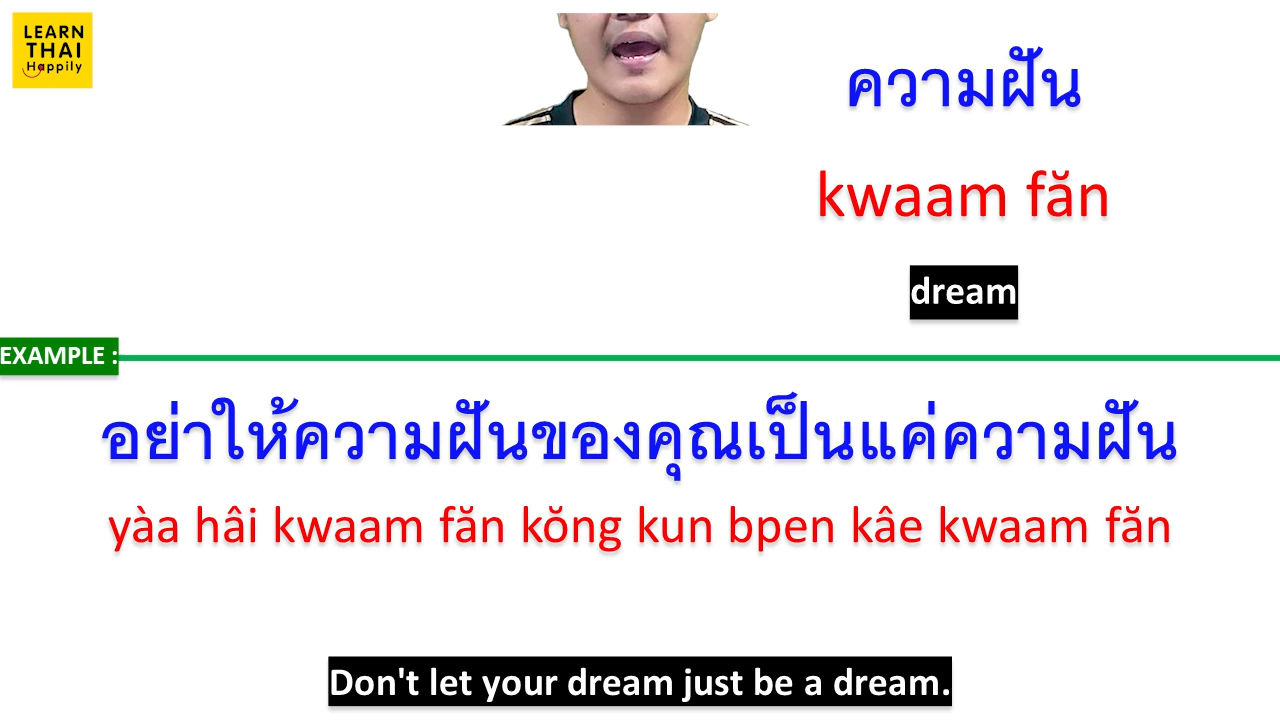 LEARN
THAI
Happily
ความฝัน
kwaam făn
dream
EXAMPLE :
อย่าให้ความฝันของคุณเป็นแค่ความฝัน
yàa hâi kwaam făn kŏng kun bpen kâe kwaam făn
Don't let your dream just be a dream.